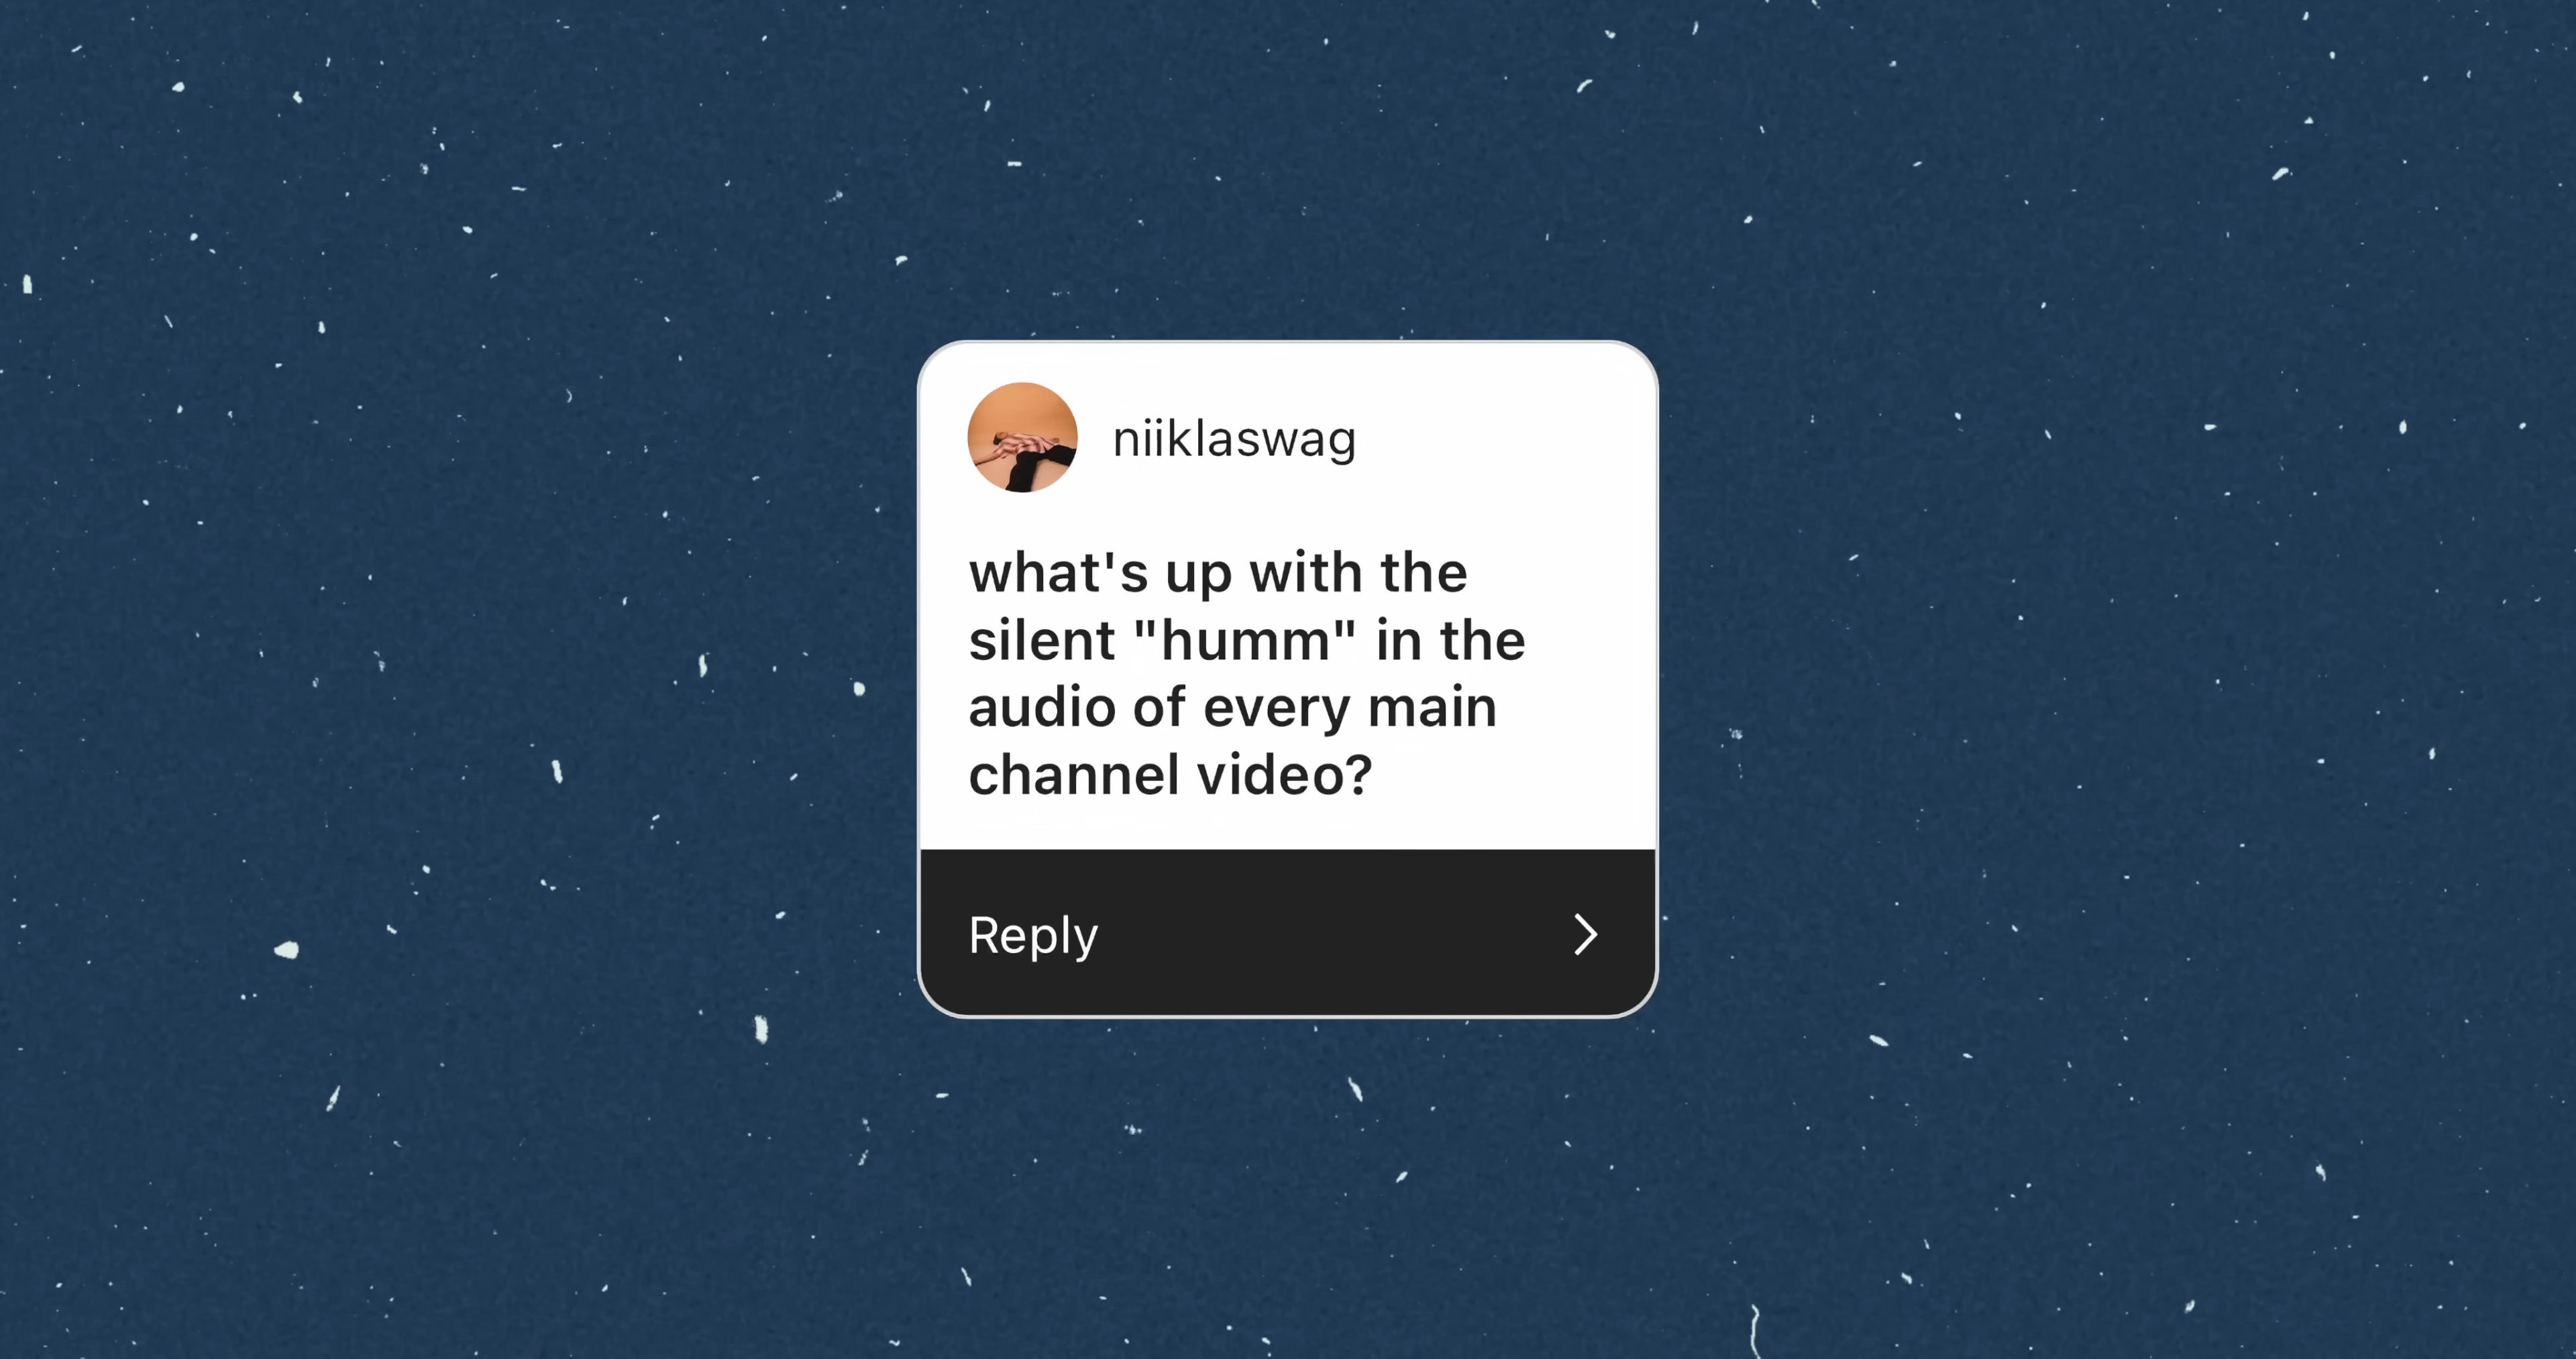 niiklaswag
what's up with the
silent "humm" in the
audio of every main
channel video?
Reply